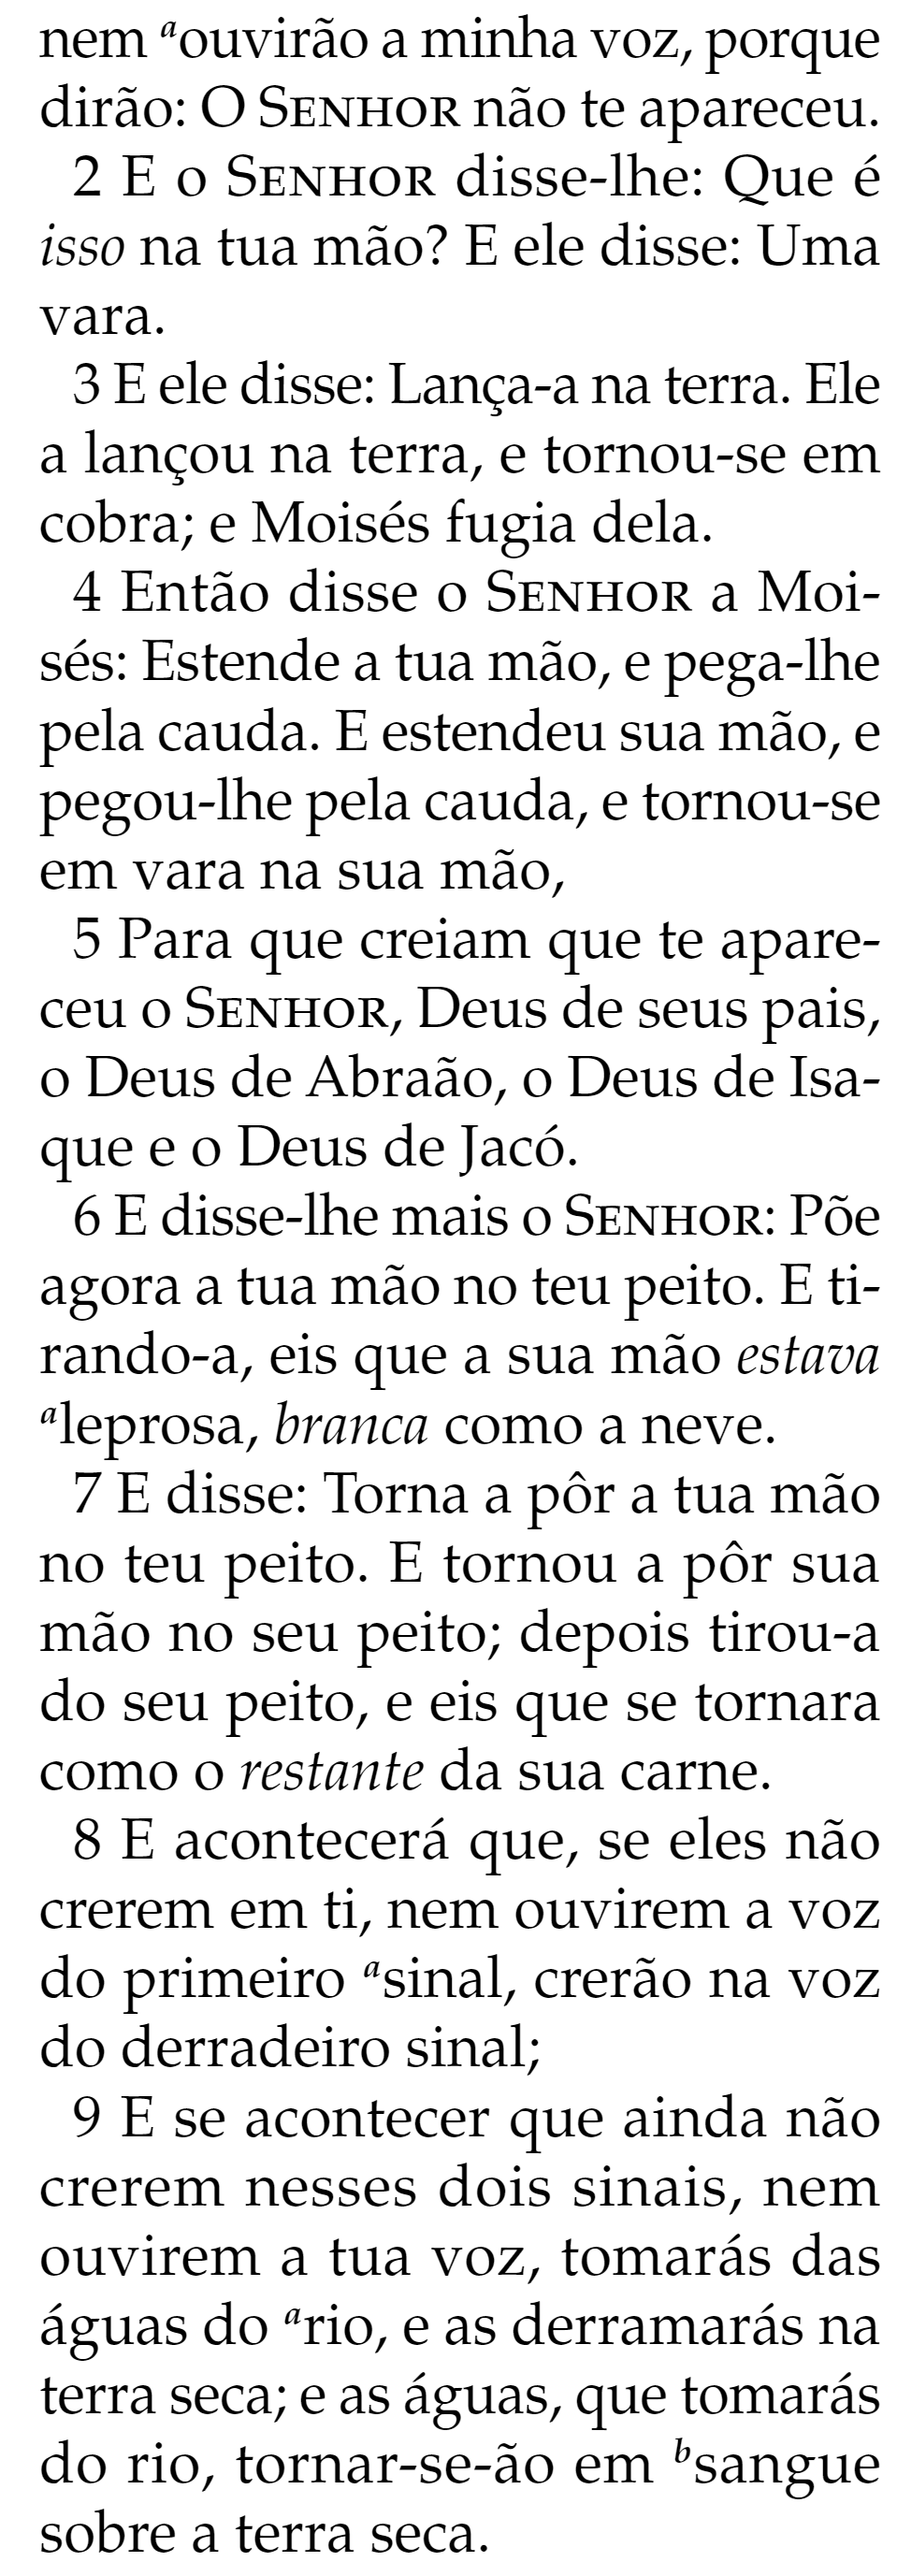 nem ᵃouvirão a minha voz, porque
dirão: O SENHOR não te apareceu.
2 E o SENHOR disse-lhe: Que é
isso na tua mão? E ele disse: Uma
vara.
3 E ele disse: Lança-a na terra. Ele
a lançou na terra, e tornou-se em
cobra; e Moisés fugia dela.
4 Então disse o SENHOR a Moi-
sés: Estende a tua mão, e pega-lhe
pela cauda. E estendeu sua mão, e
pegou-lhe pela cauda, e tornou-se
em vara na sua mão,
5 Para que creiam que te apare-
ceu o SENHOR, Deus de seus pais,
o Deus de Abraão, o Deus de Isa-
que e o Deus de Jacó.
6 E disse-lhe mais o SENHOR: Põe
agora a tua mão no teu peito. E ti-
rando-a, eis que a sua mão estava
ᵃleprosa, branca como a neve.
7 E disse: Torna a pôr a tua mão
no teu peito. E tornou a pôr sua
mão no seu peito; depois tirou-a
do seu peito, e eis que se tornara
como o restante da sua carne.
8 E acontecerá que, se eles não
crerem em ti, nem ouvirem a voz
do primeiro ᵃsinal, crerão na voz
do derradeiro sinal;
9 E se acontecer que ainda não
crerem nesses dois sinais, nem
ouvirem a tua voz, tomarás das
águas do ᵃrio, e as derramarás na
terra seca; e as águas, que tomarás
do rio, tornar-se-ão em ᵇsangue
sobre a terra seca.